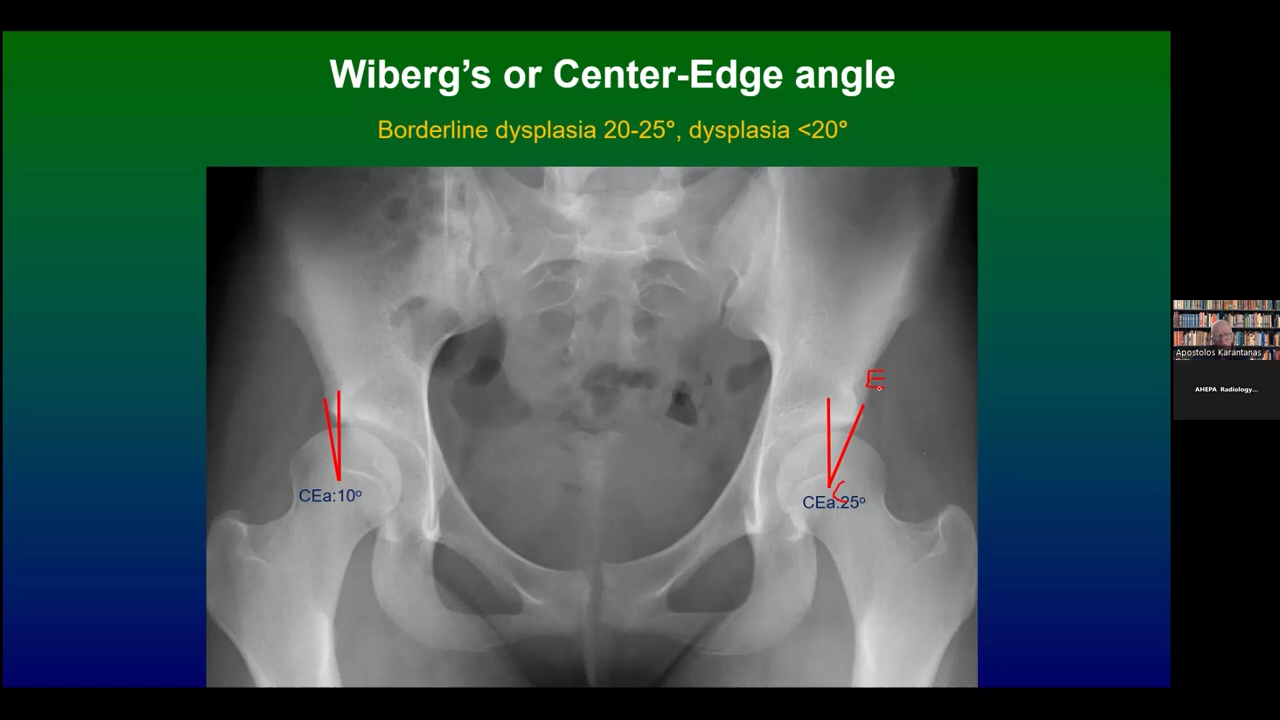 Wiberg's or Center-Edge angle
Borderline dysplasia 20-25°, dysplasia <20°
E
CEa:10º
C
CEa:25º
Apostolos Karantanas
AHEPA Radiology...